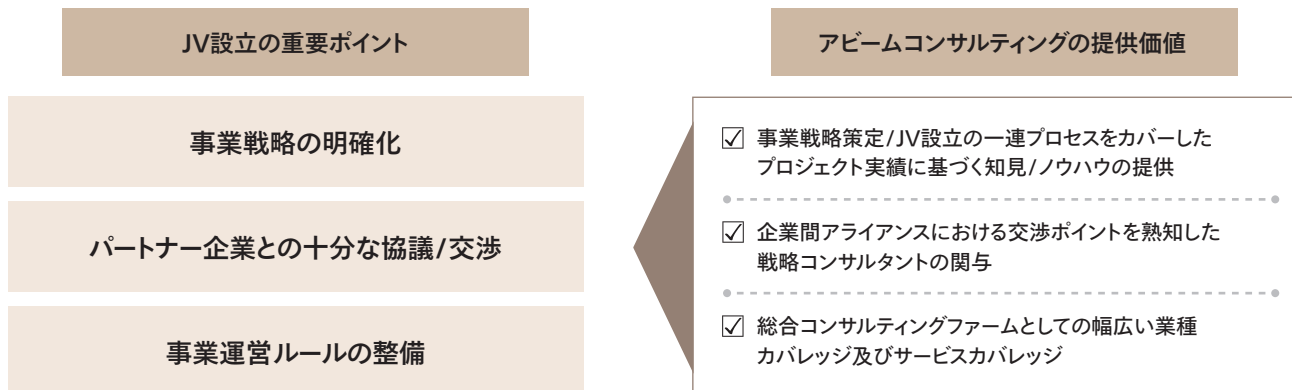 JV設立の重要ポイント
事業戦略の明確化
パートナー企業との十分な協議/交渉
事業運営ルールの整備
アビームコンサルティングの提供価値
事業戦略策定/JV設立の一連プロセスをカバーした
プロジェクト実績に基づく知見/ノウハウの提供
企業間アライアンスにおける交渉ポイントを熟知した
戦略コンサルタントの関与
総合コンサルティングファームとしての幅広い業種
カバレッジ及びサービスカバレッジ